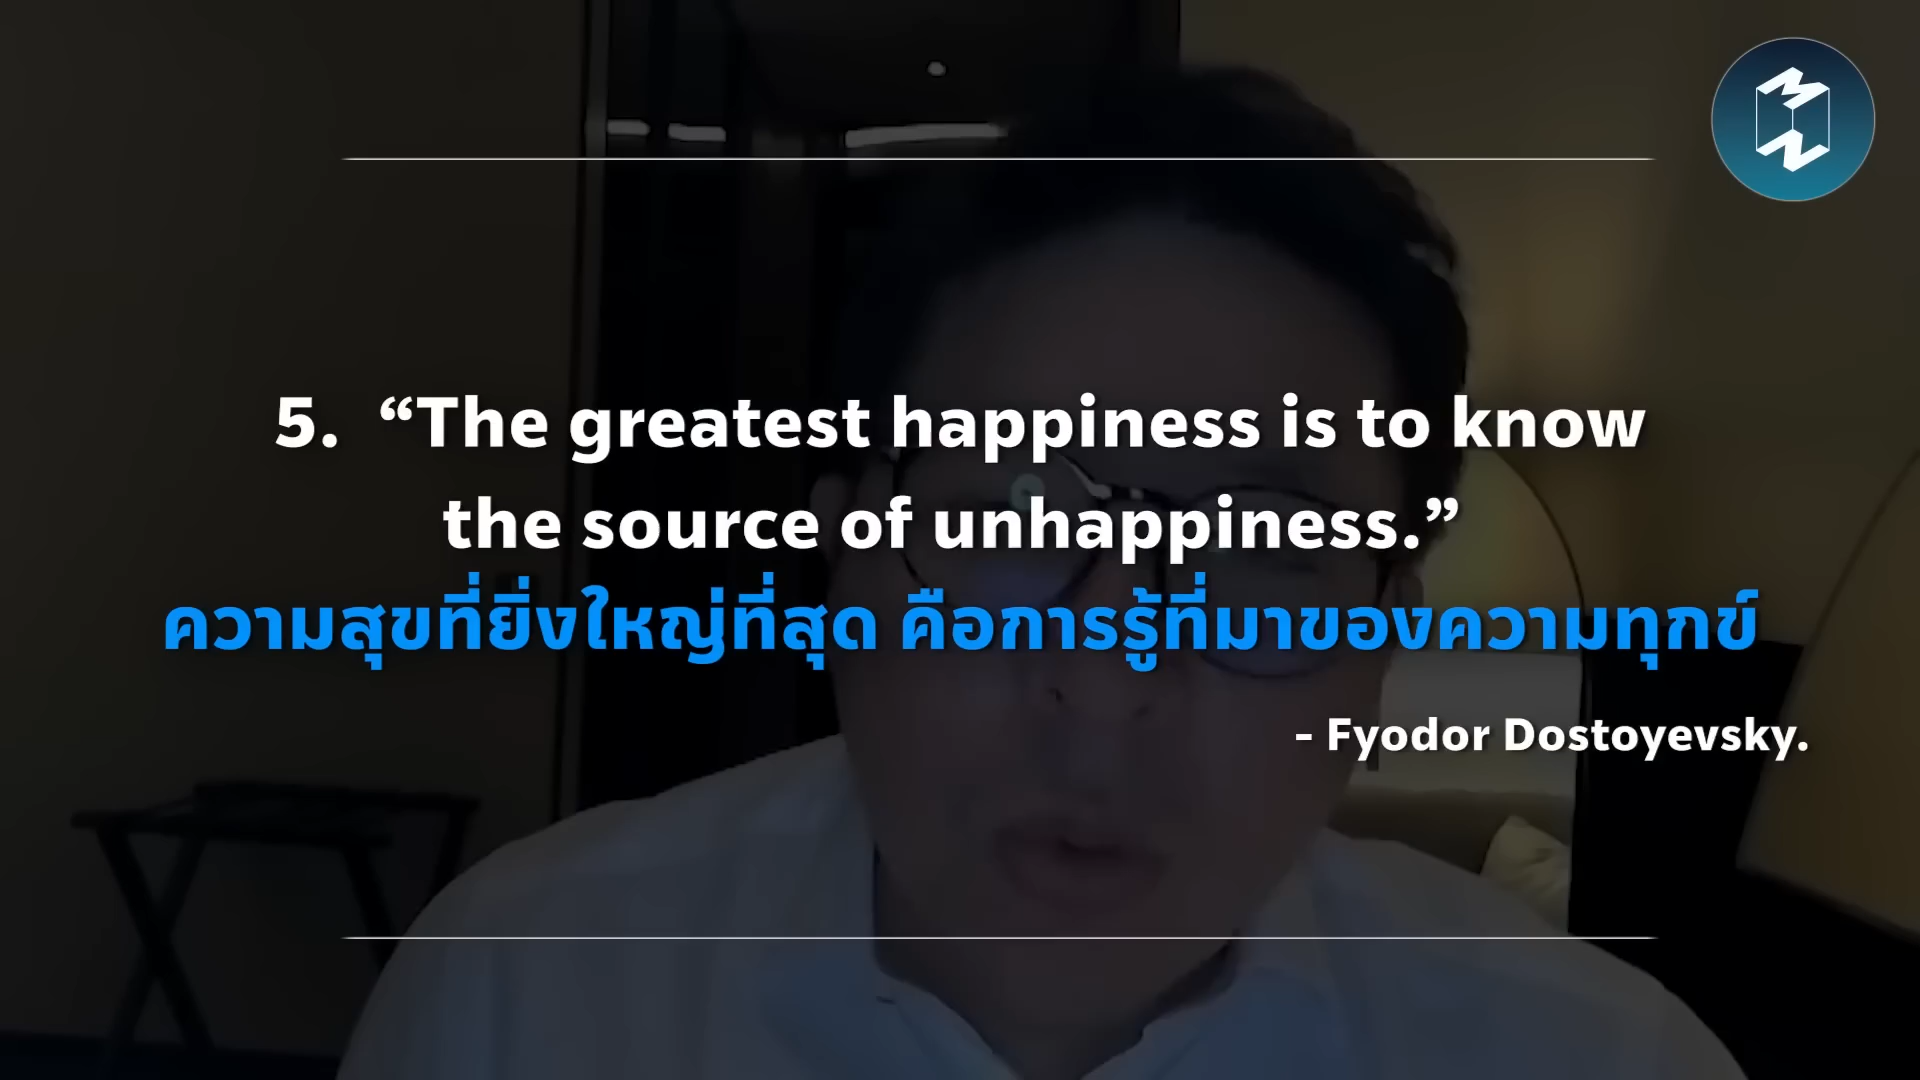 5. “The greatest happiness is to know
the source of unhappiness.”
ความสุขที่ยิ่งใหญ่ที่สุด คือการรู้ที่มาของความทุกข์
- Fyodor Dostoyevsky.